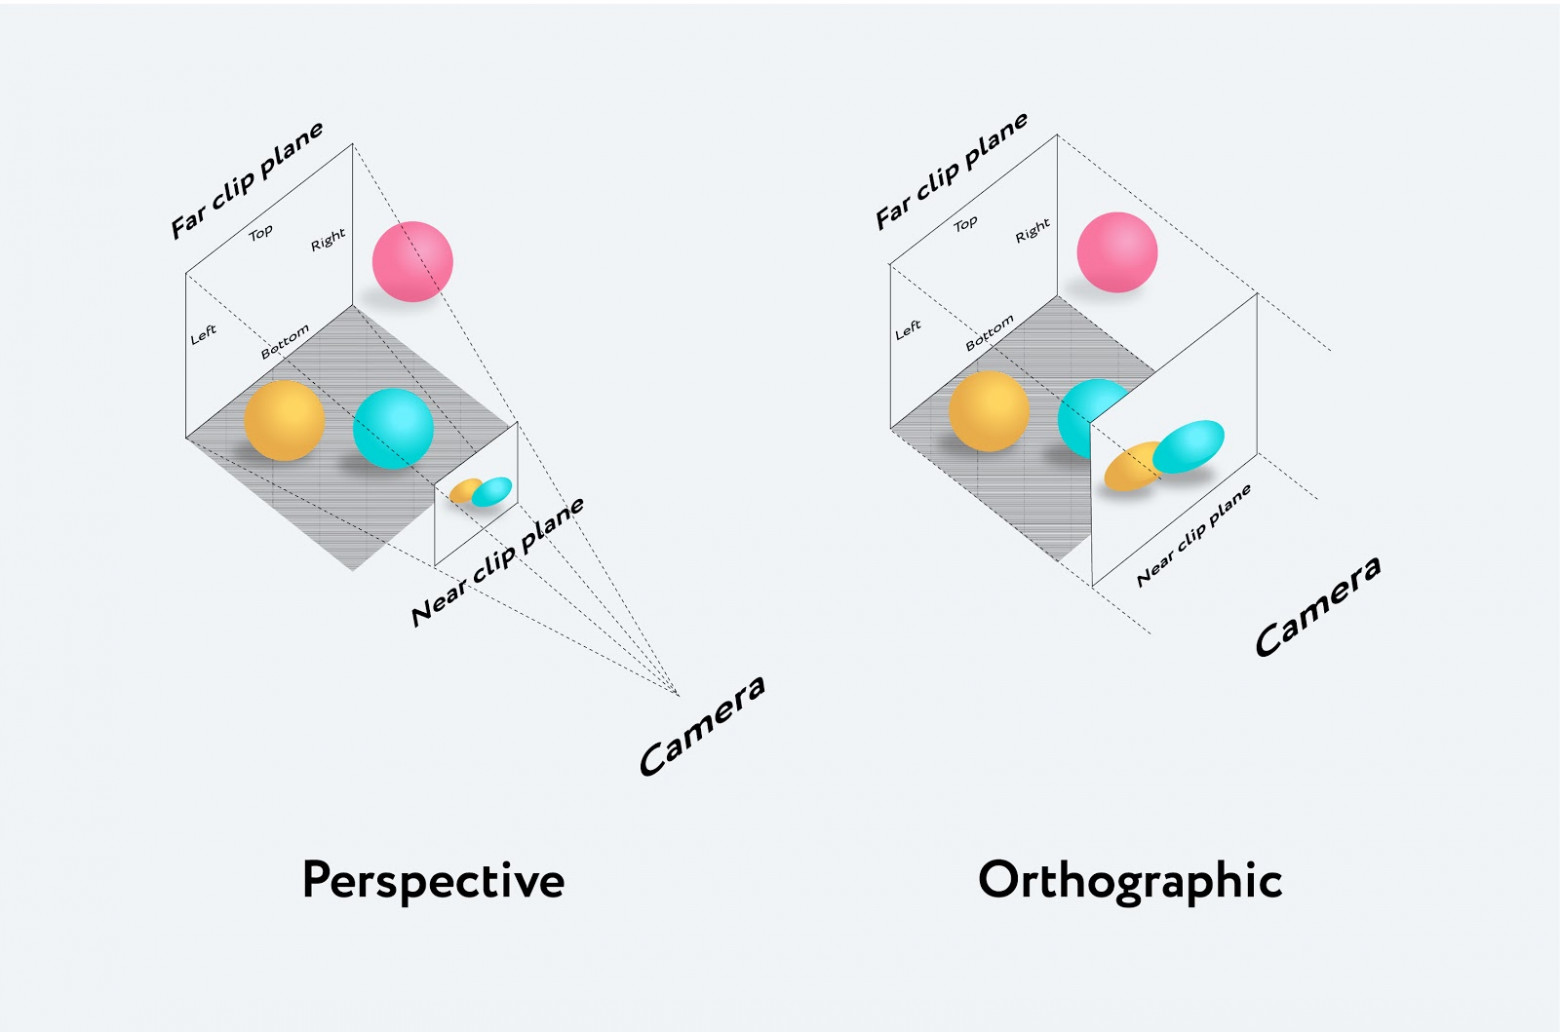 Far clip plane
Top
Right
Left
Bottom
Near clip plane
Camera
Perspective
Far clip plane
Top
Right
Left
Bottom
Near clip plane
Camera
Orthographic